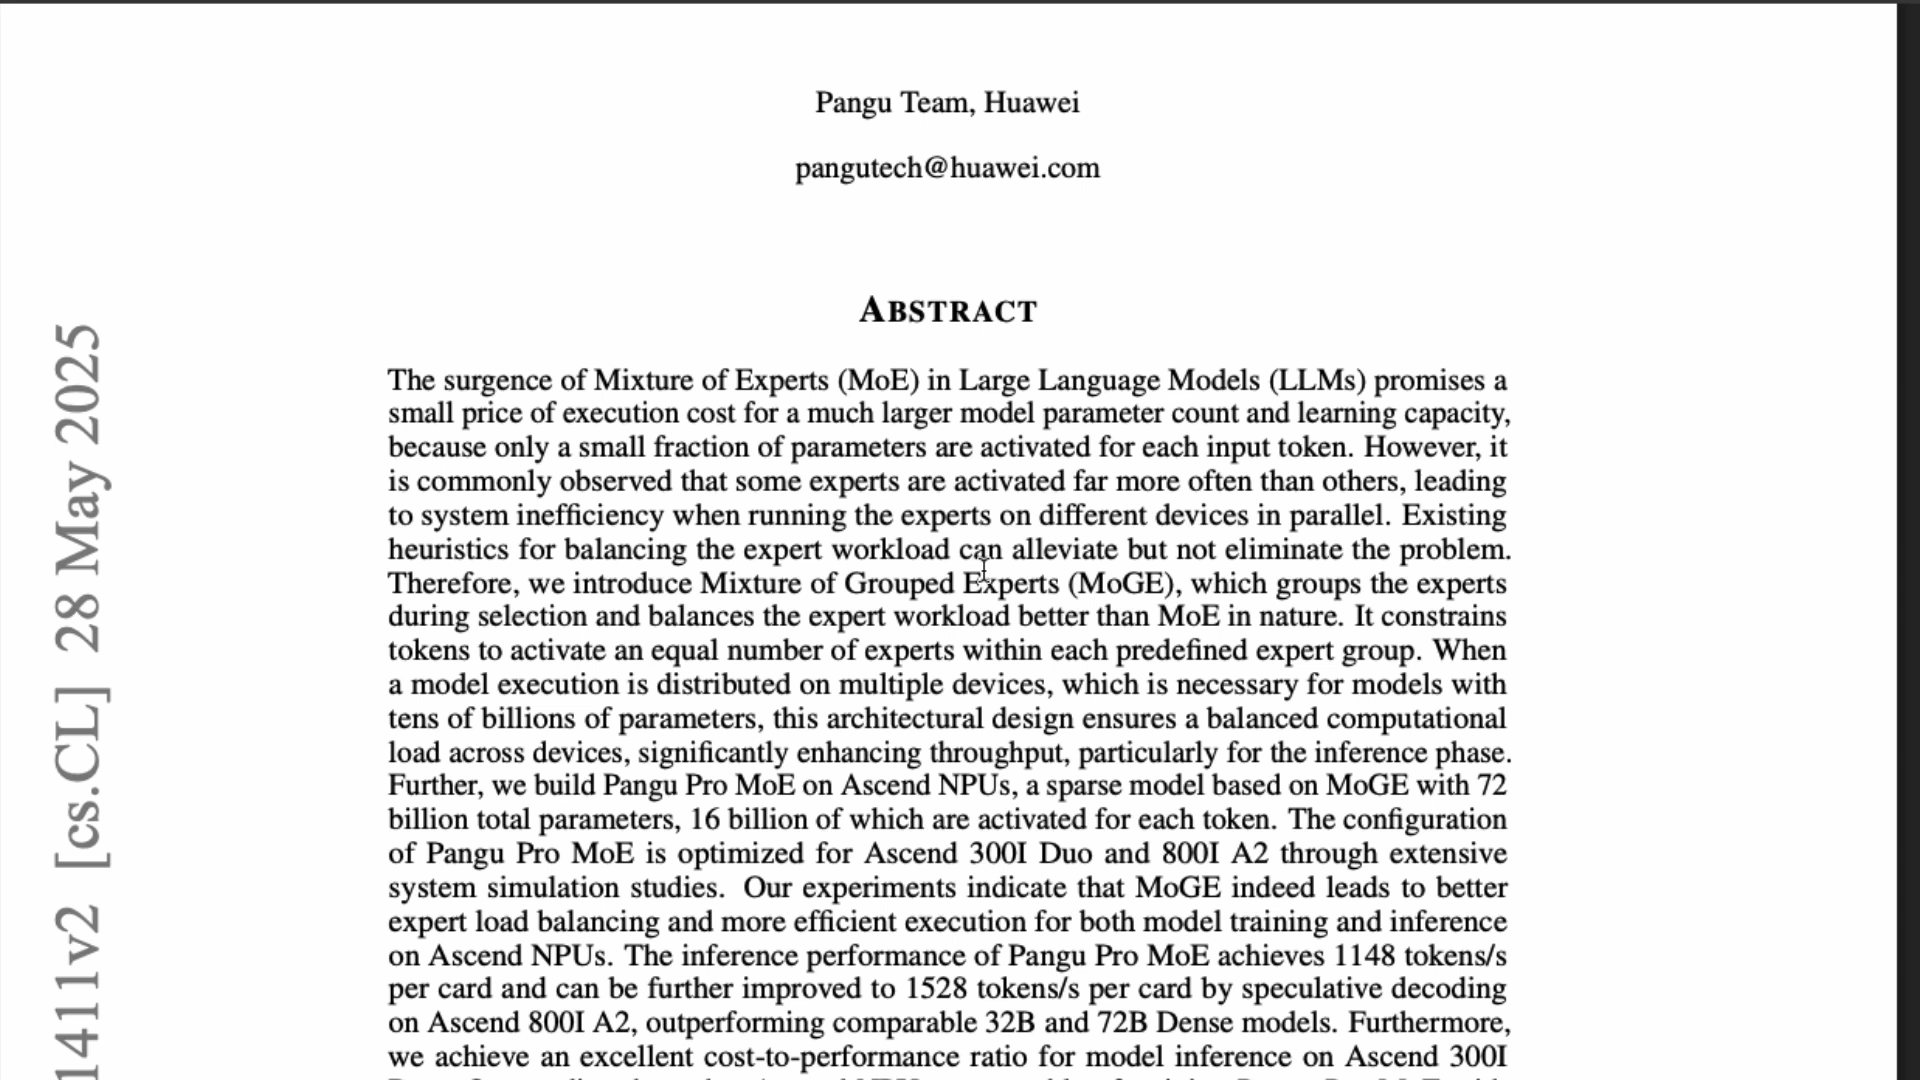 Pangu Team, Huawei
pangutech@huawei.com
ABSTRACT
The surgence of Mixture of Experts (MoE) in Large Language Models (LLMs) promises a
small price of execution cost for a much larger model parameter count and learning capacity,
because only a small fraction of parameters are activated for each input token. However, it
is commonly observed that some experts are activated far more often than others, leading
to system inefficiency when running the experts on different devices in parallel. Existing
heuristics for balancing the expert workload can alleviate but not eliminate the problem.
Therefore, we introduce Mixture of Grouped Experts (MoGE), which groups the experts
during selection and balances the expert workload better than MoE in nature. It constrains
tokens to activate an equal number of experts within each predefined expert group. When
a model execution is distributed on multiple devices, which is necessary for models with
tens of billions of parameters, this architectural design ensures a balanced computational
load across devices, significantly enhancing throughput, particularly for the inference phase.
Further, we build Pangu Pro MoE on Ascend NPUs, a sparse model based on MoGE with 72
billion total parameters, 16 billion of which are activated for each token. The configuration
of Pangu Pro MoE is optimized for Ascend 300I Duo and 800I A2 through extensive
system simulation studies. Our experiments indicate that MoGE indeed leads to better
expert load balancing and more efficient execution for both model training and inference
on Ascend NPUs. The inference performance of Pangu Pro MoE achieves 1148 tokens/s
per card and can be further improved to 1528 tokens/s per card by speculative decoding
on Ascend 800I A2, outperforming comparable 32B and 72B Dense models. Furthermore,
we achieve an excellent cost-to-performance ratio for model inference on Ascend 300I
1411v2 [cs.CL] 28 May 2025